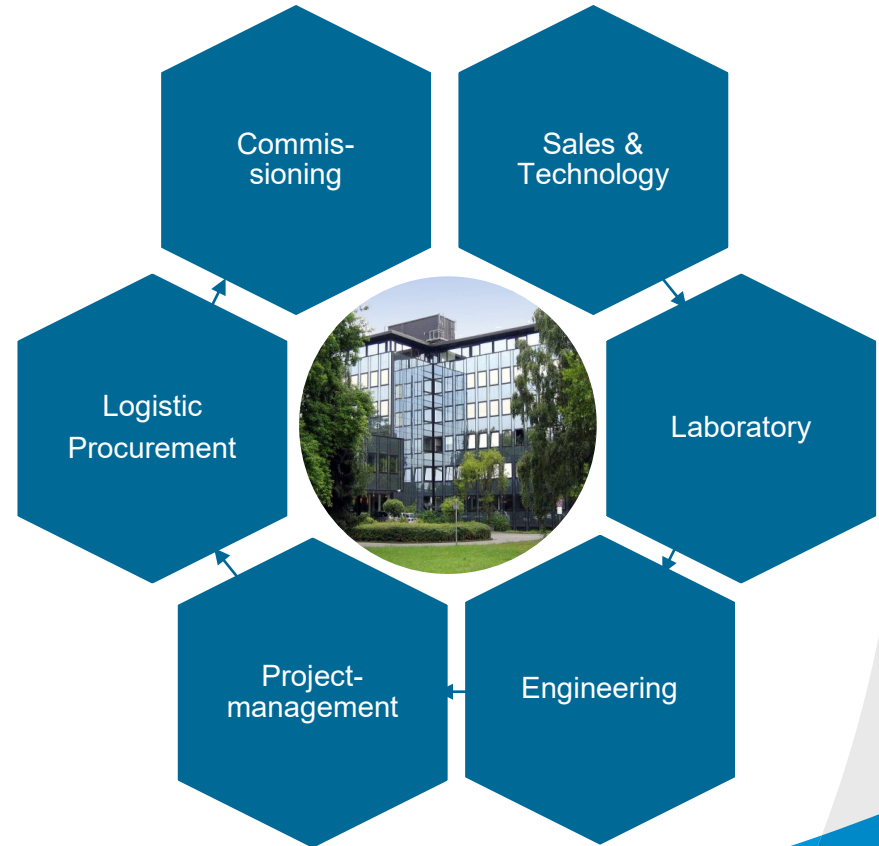 Commis-
sioning
Sales &
Technology
Logistic
Procurement
Laboratory
Project-
management
Engineering